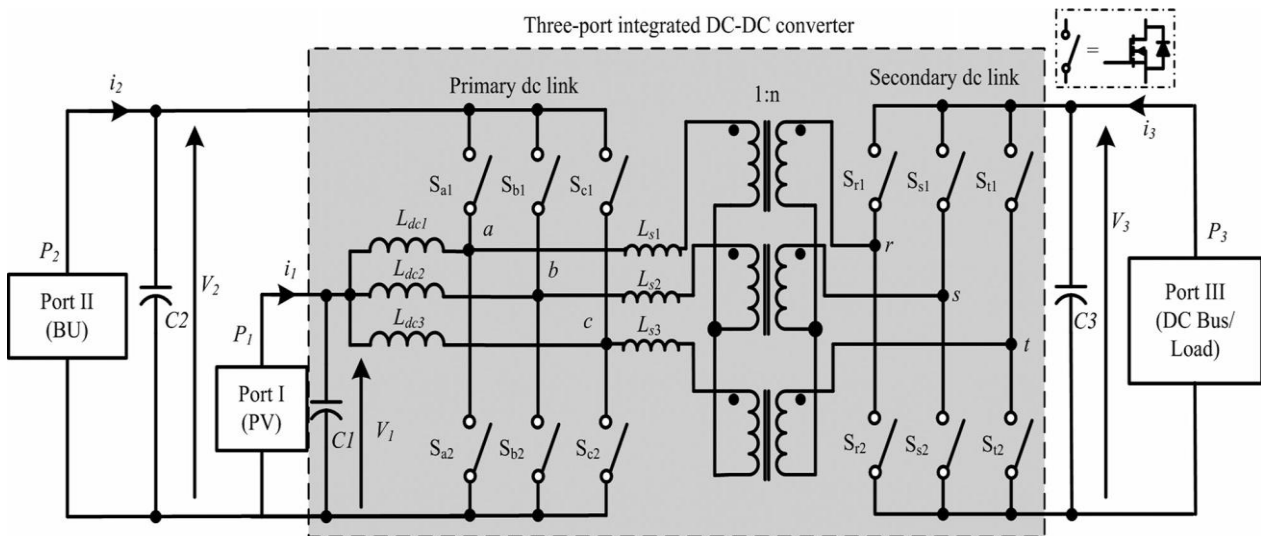 Three-port integrated DC-DC converter
=
i2
Primary dc link
1:n
Secondary dc link
i3
Sa1
Sb1
Sc1
Sr1
Ss1
St1
Ldc1
a
Ls1
r
P2
V2
i1
Ldc2
b
Ls2
V3
P3
Port II
(BU)
C2
P1
Ldc3
c
Ls3
s
C3
Port III
(DC Bus/
Load)
t
Port I
(PV)
C1
V1
Sa2
Sb2
Sc2
Sr2
Ss2
St2